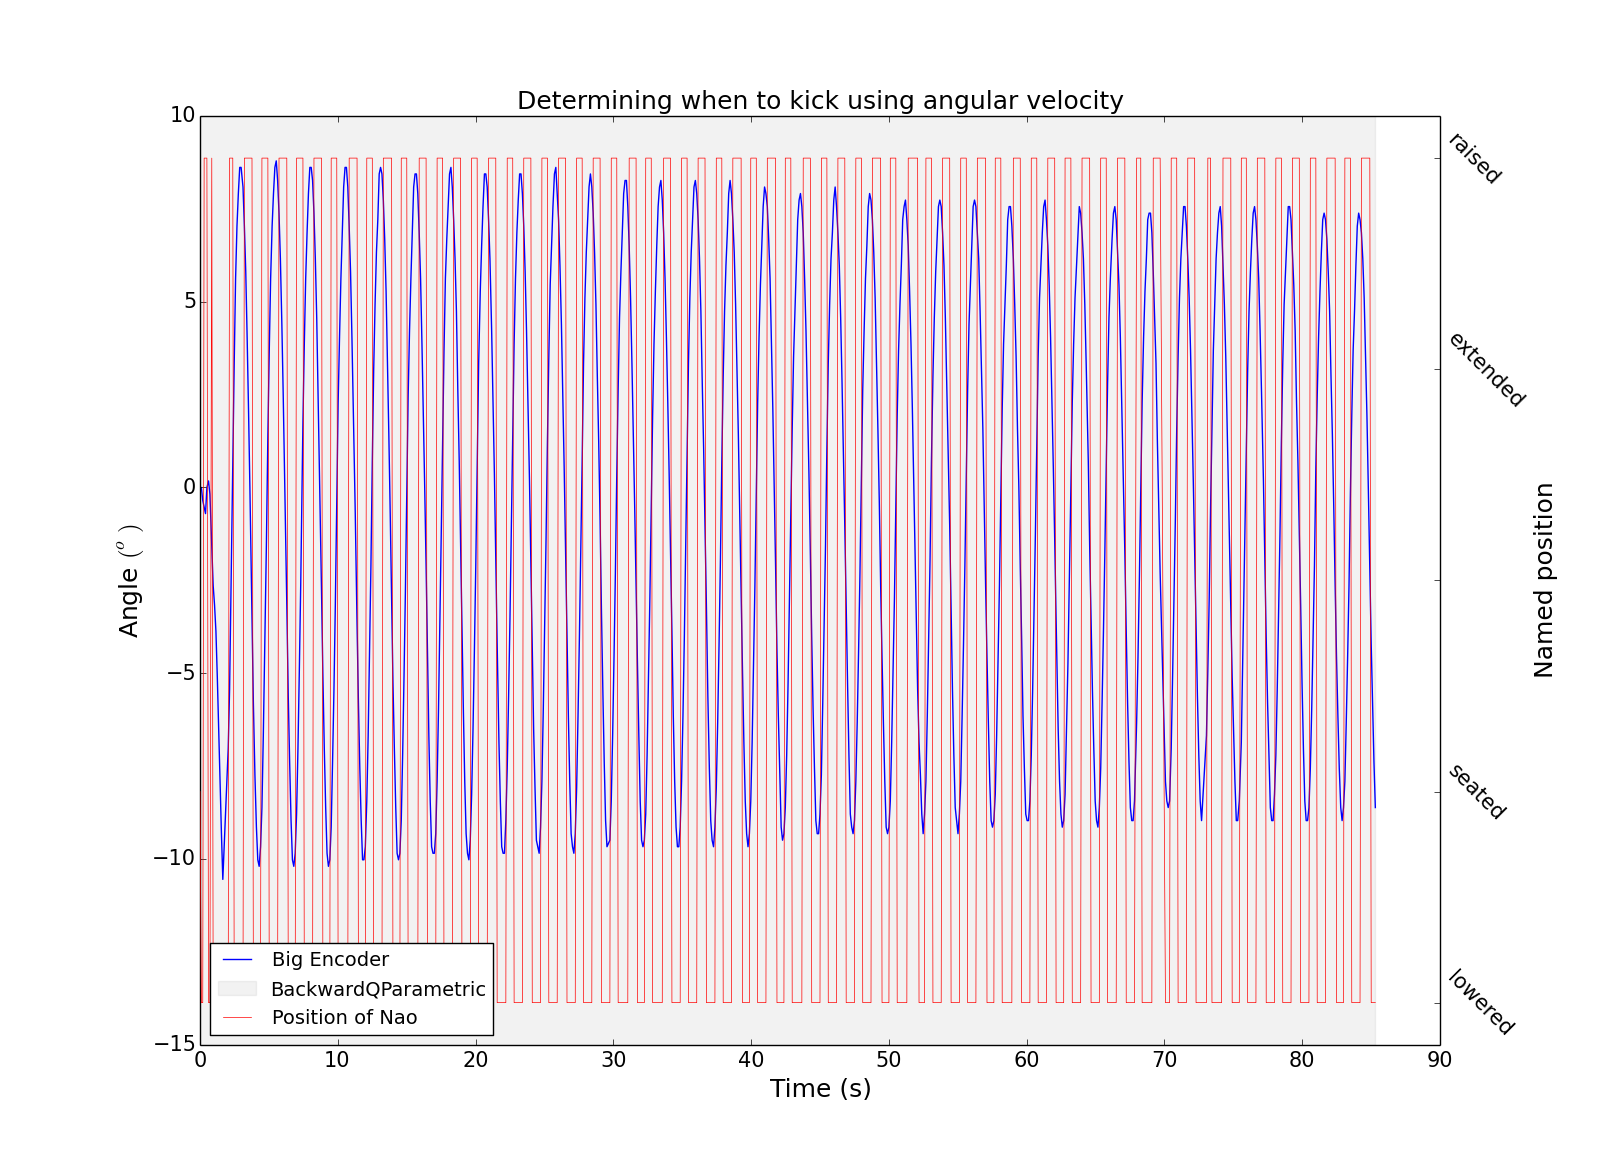 Determining when to kick using angular velocity
10
5
0
−5
−10
−15
Angle (°)
0 10 20 30 40 50 60 70 80 90
Time (s)
raised
extended
seated
lowered
Named position
Big Encoder
BackwardQParametric
Position of Nao